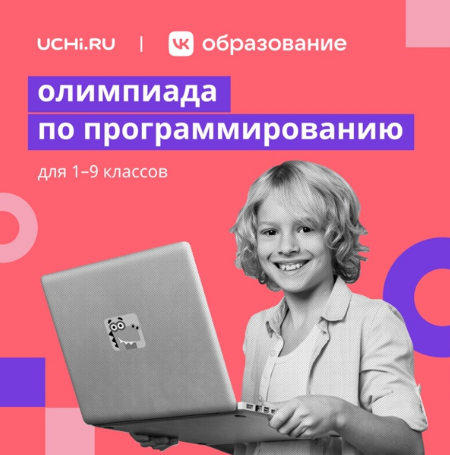 UCHi.RU | VK образование
олимпиада
по программированию
для 1–9 классов